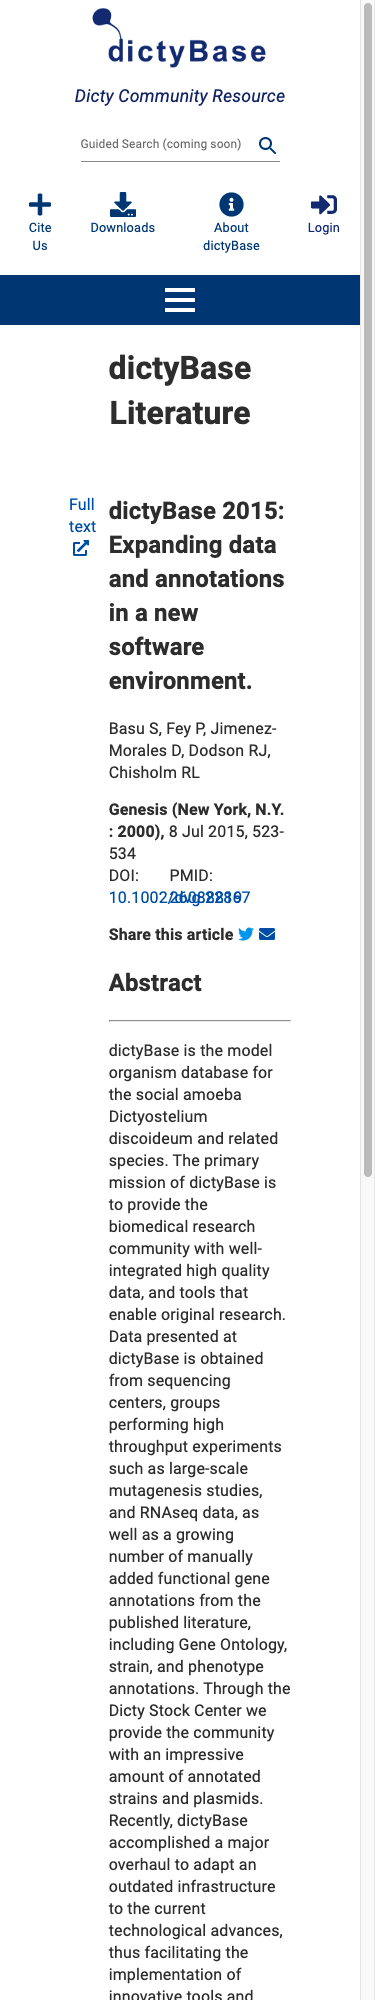 dictyBase
Dicty Community Resource
Guided Search (coming soon)
Cite
Us
Downloads
About
dictyBase
Login
dictyBase
Literature
Full
text
dictyBase 2015:
Expanding data
and annotations
in a new
software
environment.
Basu S, Fey P, Jimenez-
Morales D, Dodson RJ,
Chisholm RL
Genesis (New York, N.Y.
: 2000), 8 Jul 2015, 523-
534
DOI:
PMID:
Share this article
Abstract
dictyBase is the model
organism database for
the social amoeba
Dictyostelium
discoideum and related
species. The primary
mission of dictyBase is
to provide the
biomedical research
community with well-
integrated high quality
data, and tools that
enable original research.
Data presented at
dictyBase is obtained
from sequencing
centers, groups
performing high
throughput experiments
such as large-scale
mutagenesis studies,
and RNAseq data, as
well as a growing
number of manually
added functional gene
annotations from the
published literature,
including Gene Ontology,
strain, and phenotype
annotations. Through the
Dicty Stock Center we
provide the community
with an impressive
amount of annotated
strains and plasmids.
Recently, dictyBase
accomplished a major
overhaul to adapt an
outdated infrastructure
to the current
technological advances,
thus facilitating the
implementation of
innovative tools and